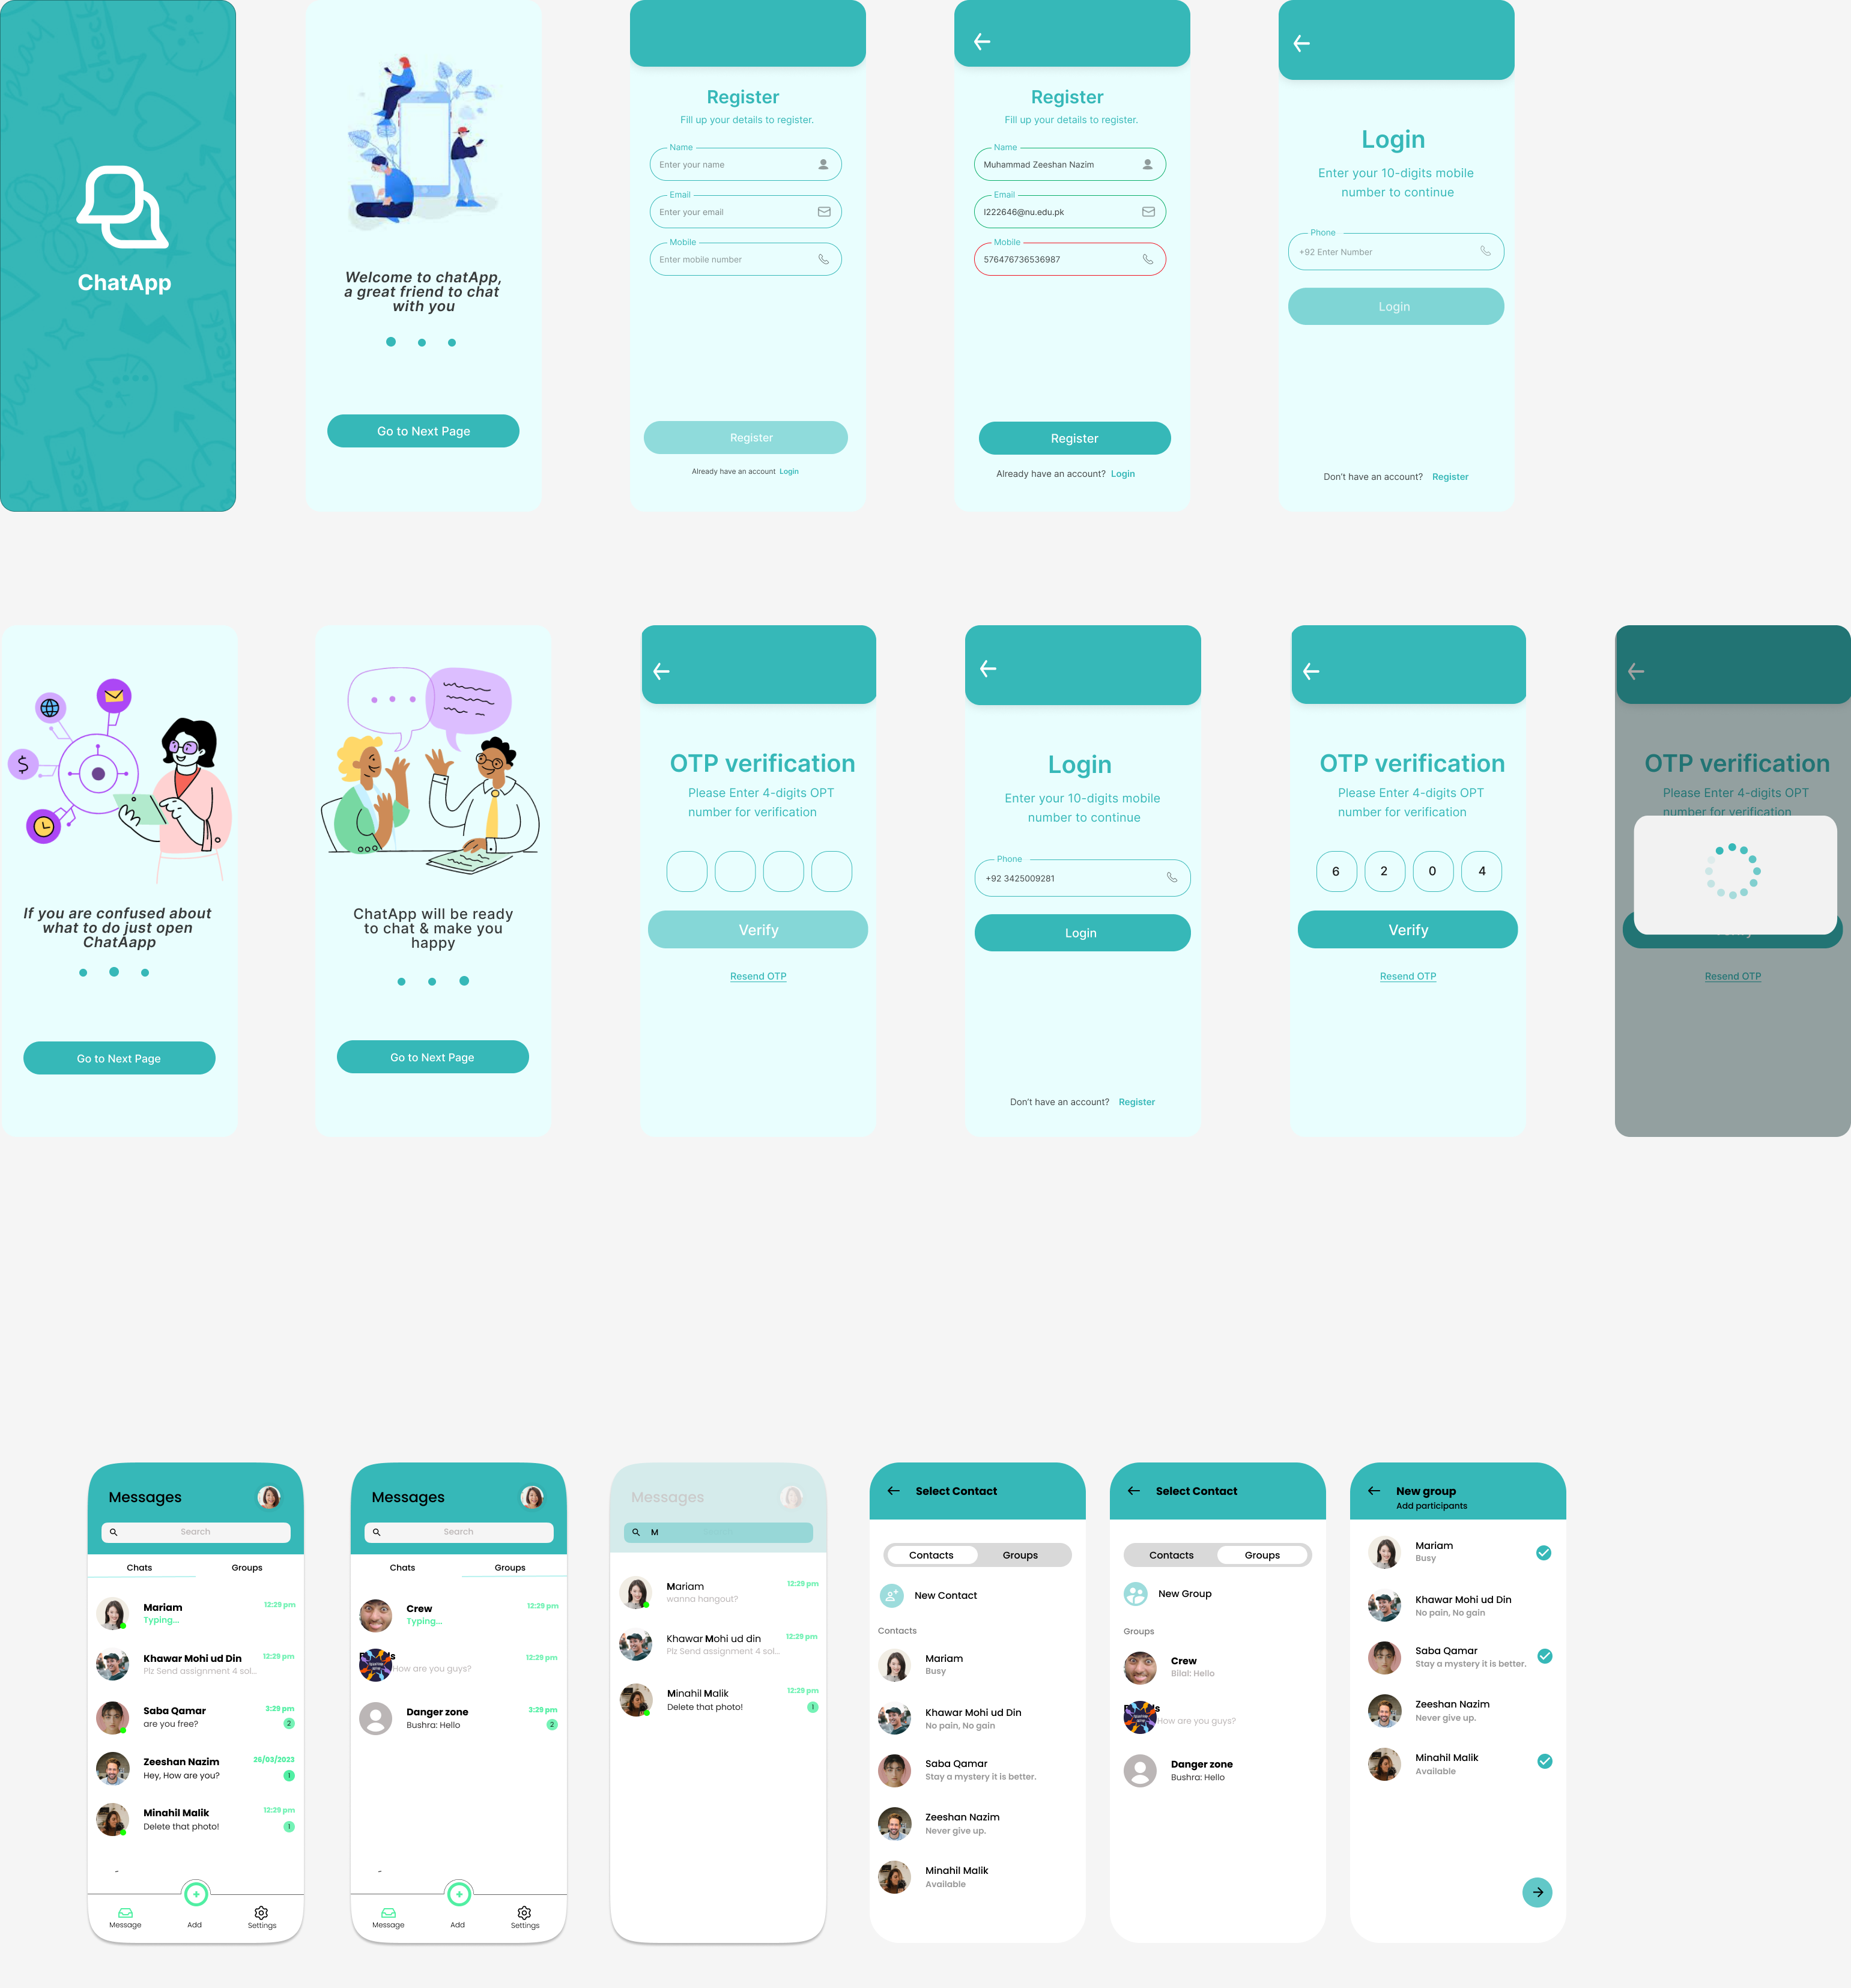 ChatApp
Welcome to chatApp,
a great friend to chat
with you
Go to Next Page
Register
Fill up your details to register.
Name
Enter your name
Email
Enter your email
Mobile
Enter mobile number
Register
Already have an account Login
Register
Fill up your details to register.
Name
Muhammad Zeeshan Nazim
Email
I222646@nu.edu.pk
Mobile
576476736536987
Register
Already have an account? Login
Login
Enter your 10-digits mobile
number to continue
Phone
+92 Enter Number
Login
Don't have an account? Register
If you are confused about
what to do just open
ChatAapp
Go to Next Page
ChatApp will be ready
to chat & make you
happy
Go to Next Page
OTP verification
Please Enter 4-digits OPT
number for verification
Verify
Resend OTP
Login
Enter your 10-digits mobile
number to continue
Phone
+92 3425009281
Login
Don't have an account? Register
OTP verification
Please Enter 4-digits OPT
number for verification
6 2 0 4
Verify
Resend OTP
OTP verification
Please Enter 4-digits OPT
number for verification
Resend OTP
Messages
Search
Chats Groups
Mariam 12:29 pm
Typing...
Khawar Mohi ud Din 12:29 pm
Plz Send assignment 4 sol...
Saba Qamar 3:29 pm
are you free? 2
Zeeshan Nazim 26/03/2023
Hey, How are you? 1
Minahil Malik 12:29 pm
Delete that photo! 1
Message Add Settings
Messages
Search
Chats Groups
Crew 12:29 pm
Typing...
12:29 pm
How are you guys?
Danger zone 3:29 pm
Bushra: Hello 2
Message Add Settings
Messages
M
Mariam 12:29 pm
wanna hangout?
Khawar Mohi ud din 12:29 pm
Plz Send assignment 4 sol...
Minahil Malik 12:29 pm
Delete that photo! 1
Select Contact
Contacts Groups
New Contact
Contacts
Mariam
Busy
Khawar Mohi ud Din
No pain, No gain
Saba Qamar
Stay a mystery it is better.
Zeeshan Nazim
Never give up.
Minahil Malik
Available
Select Contact
Contacts Groups
New Group
Groups
Crew
Bilal: Hello
How are you guys?
Danger zone
Bushra: Hello
New group
Add participants
Mariam
Busy
Khawar Mohi ud Din
No pain, No gain
Saba Qamar
Stay a mystery it is better.
Zeeshan Nazim
Never give up.
Minahil Malik
Available